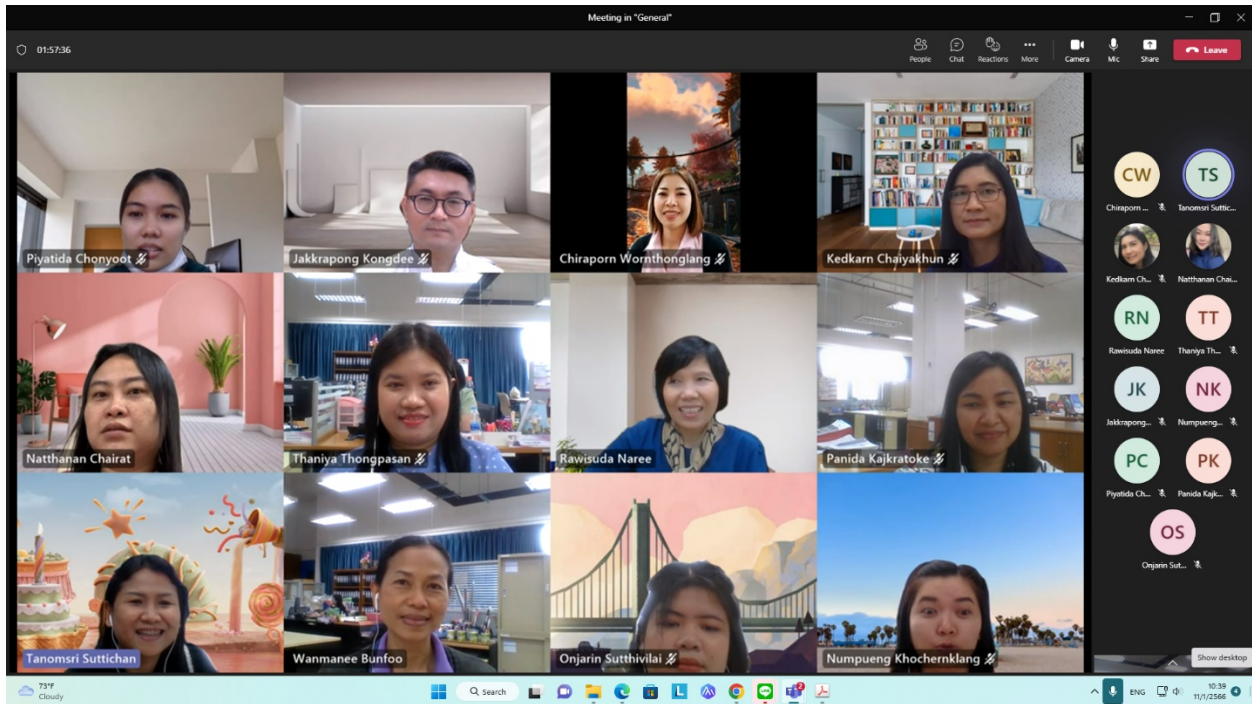 Meeting in "General"
01:57:36
People
Chat
Reactions
More
Camera
Mic
Share
Leave
Piyatida Chonyoot
Jakkrapong Kongdee
Chiraporn Wornthonglang
Kedkarn Chaiyakhun
Natthanan Chairat
Thaniya Thongpasan
Rawisuda Naree
Panida Kajkratoke
Tanomsri Suttichan
Wanmanee Bunfoo
Onjarin Sutthivilai
Numpueng Khochernklang
CW
TS
Chiraporn ...
Tanomsri Suttic...
Kedkarn Ch...
Natthanan Chai...
RN
TT
Rawisuda Naree
Thaniya Th...
JK
NK
Jakkrapong...
Numpueng...
PC
PK
Piyatida Ch...
Panida Kajk...
OS
Onjarin Sut...
Show desktop
73°F
Cloudy
Search
ENG
10:39
11/1/2566